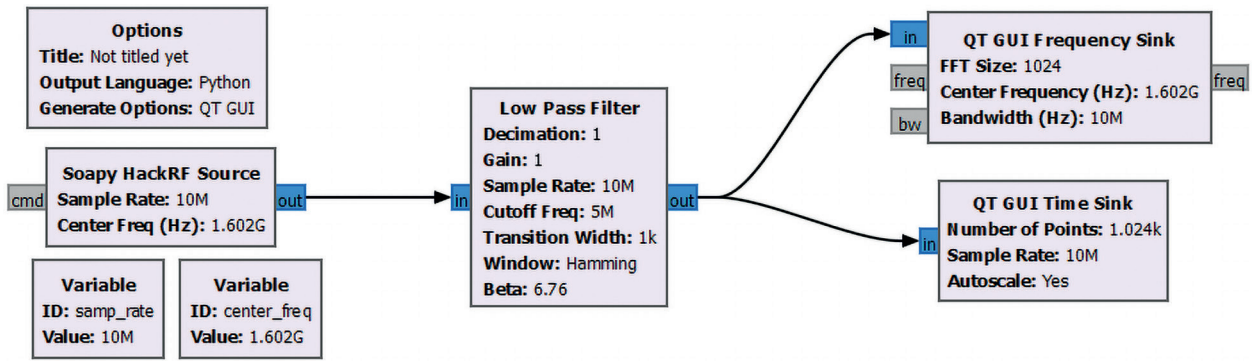 Options
Title: Not titled yet
Output Language: Python
Generate Options: QT GUI
Soapy HackRF Source
Sample Rate: 10M
Center Freq (Hz): 1.602G
cmd
out
Variable
ID: samp_rate
Value: 10M
Variable
ID: center_freq
Value: 1.602G
Low Pass Filter
Decimation: 1
Gain: 1
Sample Rate: 10M
Cutoff Freq: 5M
Transition Width: 1k
Window: Hamming
Beta: 6.76
in
out
QT GUI Frequency Sink
FFT Size: 1024
Center Frequency (Hz): 1.602G
Bandwidth (Hz): 10M
in
freq
bw
freq
QT GUI Time Sink
Number of Points: 1.024k
Sample Rate: 10M
Autoscale: Yes
in